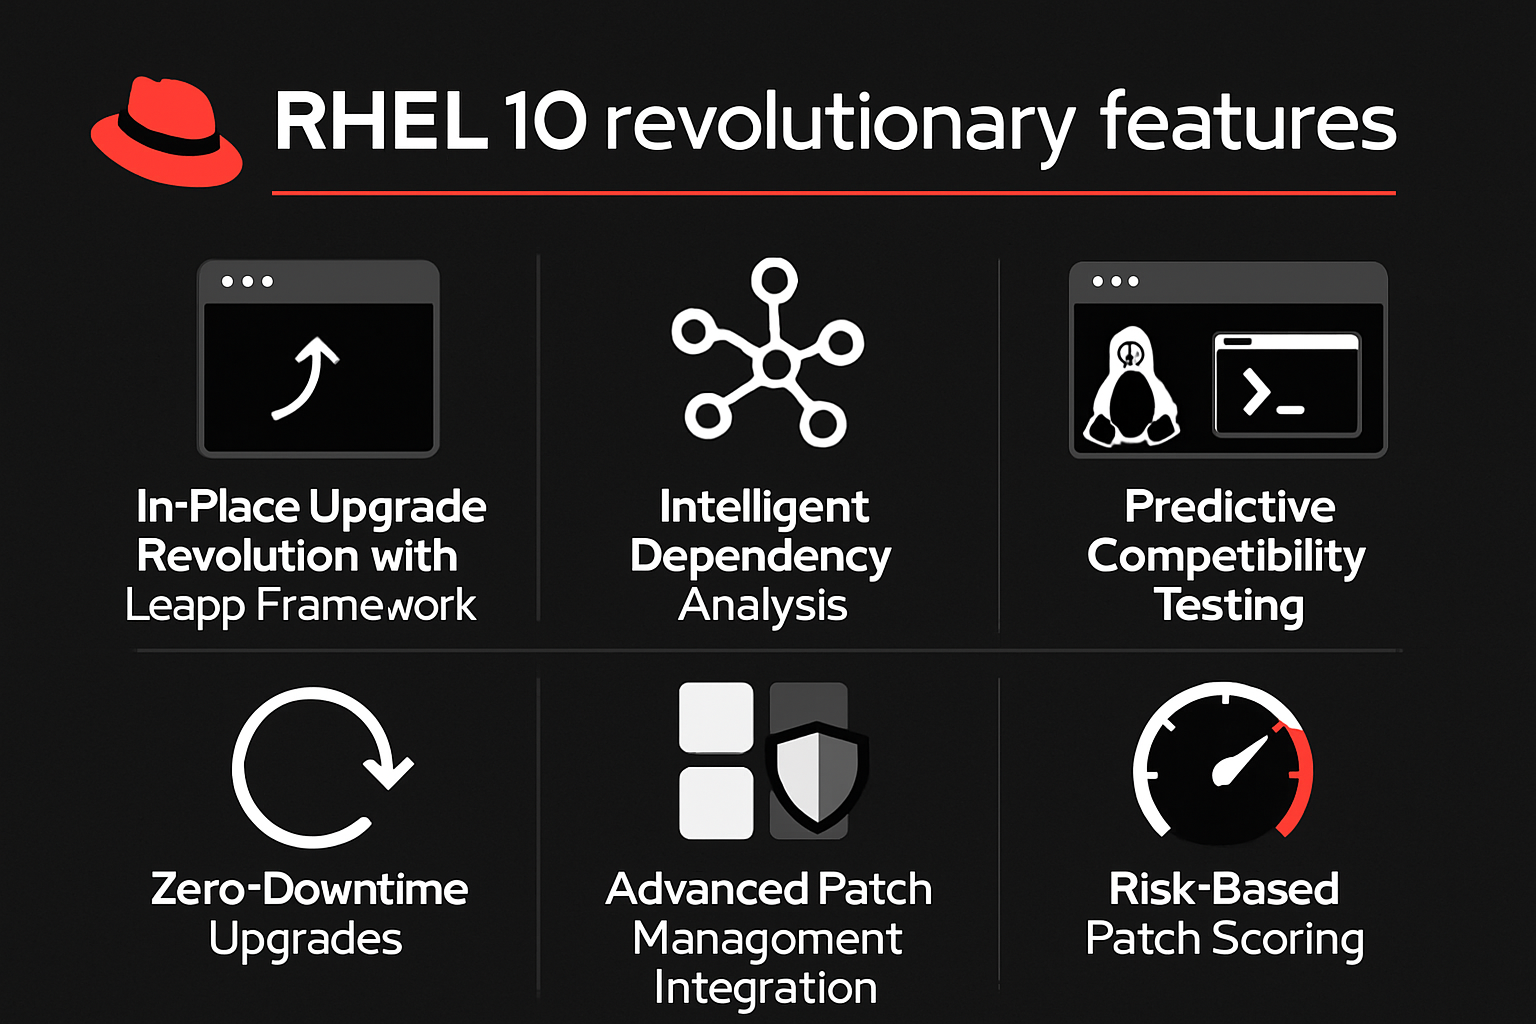 RHEL 10 revolutionary features
In-Place Upgrade
Revolution with
Leapp Framework
Intelligent
Dependency
Analysis
Predictive
Competibility
Testing
Zero-Downtime
Upgrades
Advanced Patch
Managoment
Integration
Risk-Based
Patch Scoring